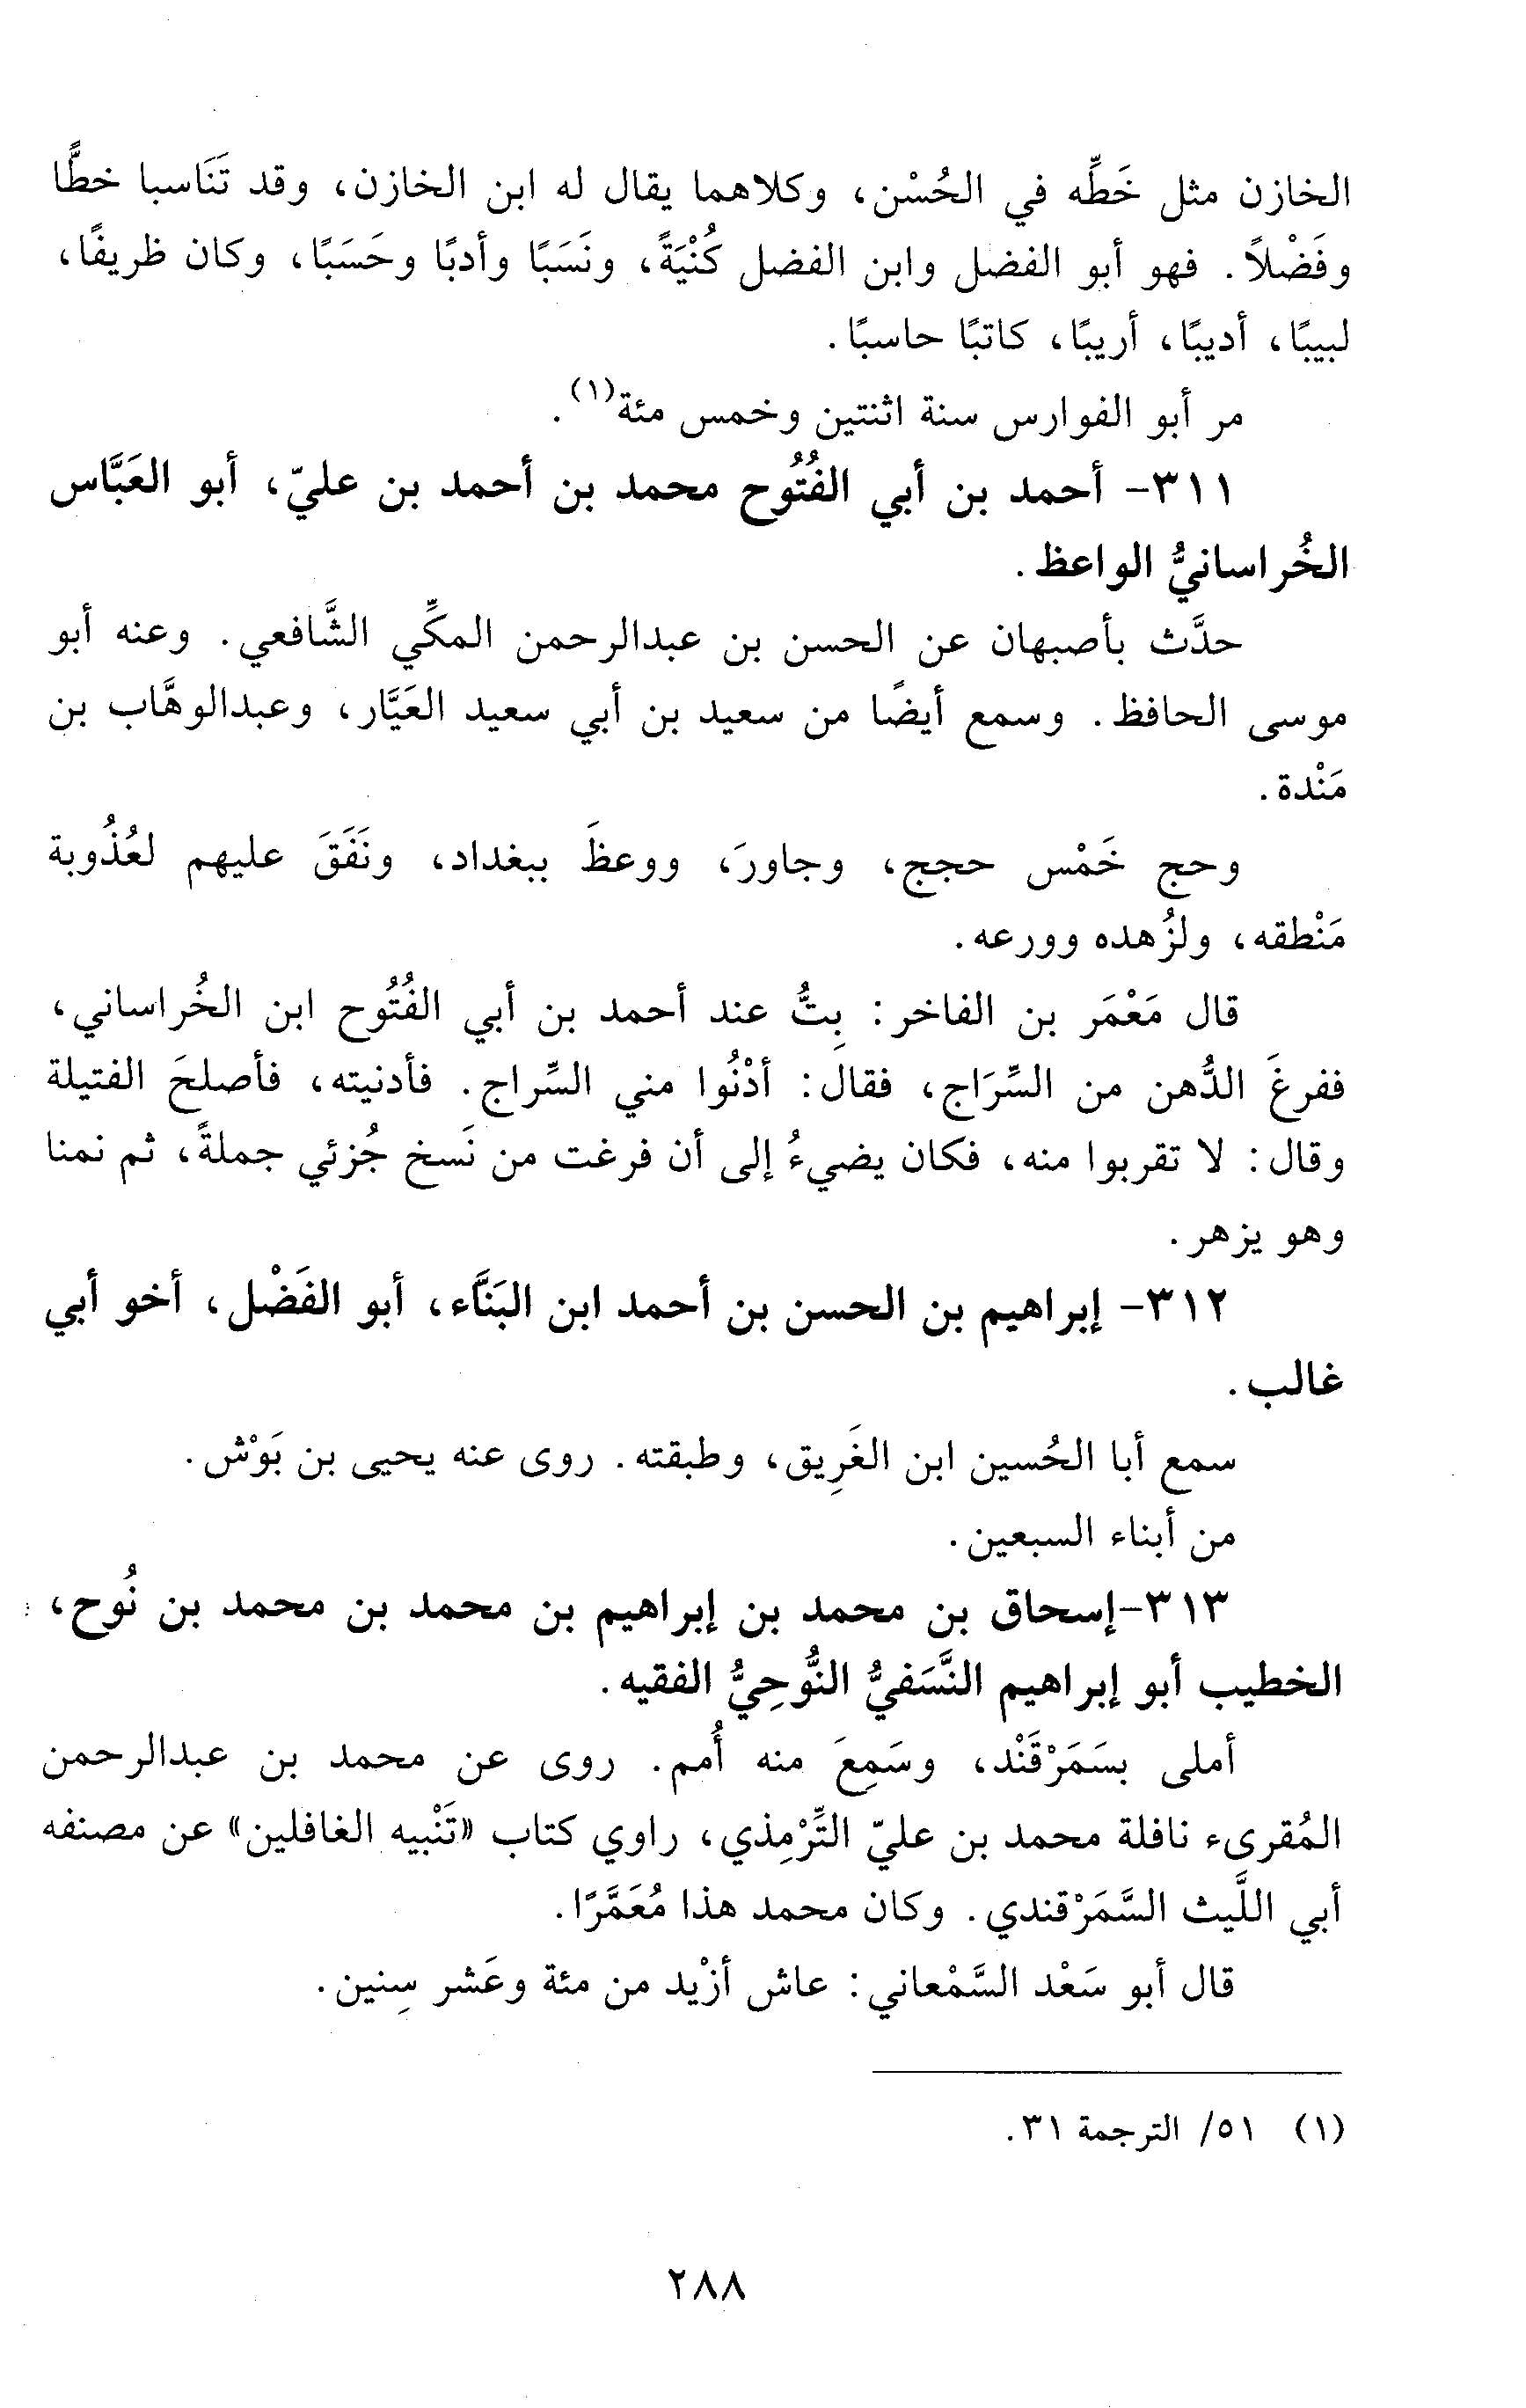 الخازن مثل خَطِّه في الحُسْن، وكلاهما يقال له ابن الخازن، وقد تَنَاسبا خطًّا
وفَضْلاً. فهو أبو الفضل وابن الفضل كُنْيَةً، ونَسَبًا وأدبًا وحَسَبًا، وكان ظريفًا،
لبيبًا، أديبًا، أريبًا، كاتبًا حاسبًا.
مر أبو الفوارس سنة اثنتين وخمس مئة(١).
٣١١- أحمد بن أبي الفُتُوح محمد بن أحمد بن أحمد بن عليّ، أبو العَبَّاس
الخُراسانيُّ الواعظ.
حدَّث بأصبهان عن الحسن بن عبدالرحمن المكِّي الشَّافعي. وعنه أبو
موسى الحافظ. وسمع أيضًا من سعيد بن أبي سعيد العَيَّار، وعبدالوهَّاب بن
مَنْدة.
وحج خَمْس حجج، وجاورَ، ووعظَ ببغداد، ونَفَقَ عليهم لعُذُوبة
مَنْطقه، ولزُهده وورعه.
قال مَعْمَر بن الفاخر: بِتُّ عند أحمد بن أبي الفُتُوح ابن الخُراساني،
ففرغَ الدُّهن من السِّرَاج، فقال: أدْنُوا مني السِّراج. فأدنيته، فأصلحَ الفتيلة
وقال: لا تقربوا منه، فكان يضيءُ إلى أن فرغت من نَسخ جُزئي جملةً، ثم نمنا
وهو يزهر.
٣١٢- إبراهيم بن الحسن بن أحمد ابن البَنَّاء، أبو الفَضْل، أخو أبي
غالب.
سمع أبا الحُسين ابن الغَرِيق، وطبقته. روى عنه يحيى بن بَوْش.
من أبناء السبعين.
٣١٣-إسحاق بن محمد بن إبراهيم بن محمد بن محمد بن نُوح،
الخطيب أبو إبراهيم النَّسَفيُّ النُّوحِيُّ الفقيه.
أملى بسَمَرْقَنْد، وسَمِعَ منه أُمم. روى عن محمد بن عبدالرحمن
المُقرىء نافلة محمد بن عليّ التِّرْمِذي، راوي كتاب «تَنْبيه الغافلين» عن مصنفه
أبي اللَّيث السَّمَرْقندي. وكان محمد هذا مُعَمَّرًا.
قال أبو سَعْد السَّمْعاني: عاش أزْيد من مئة وعَشر سِنين.
(١) ٥١/ الترجمة ٣١.
٢٨٨